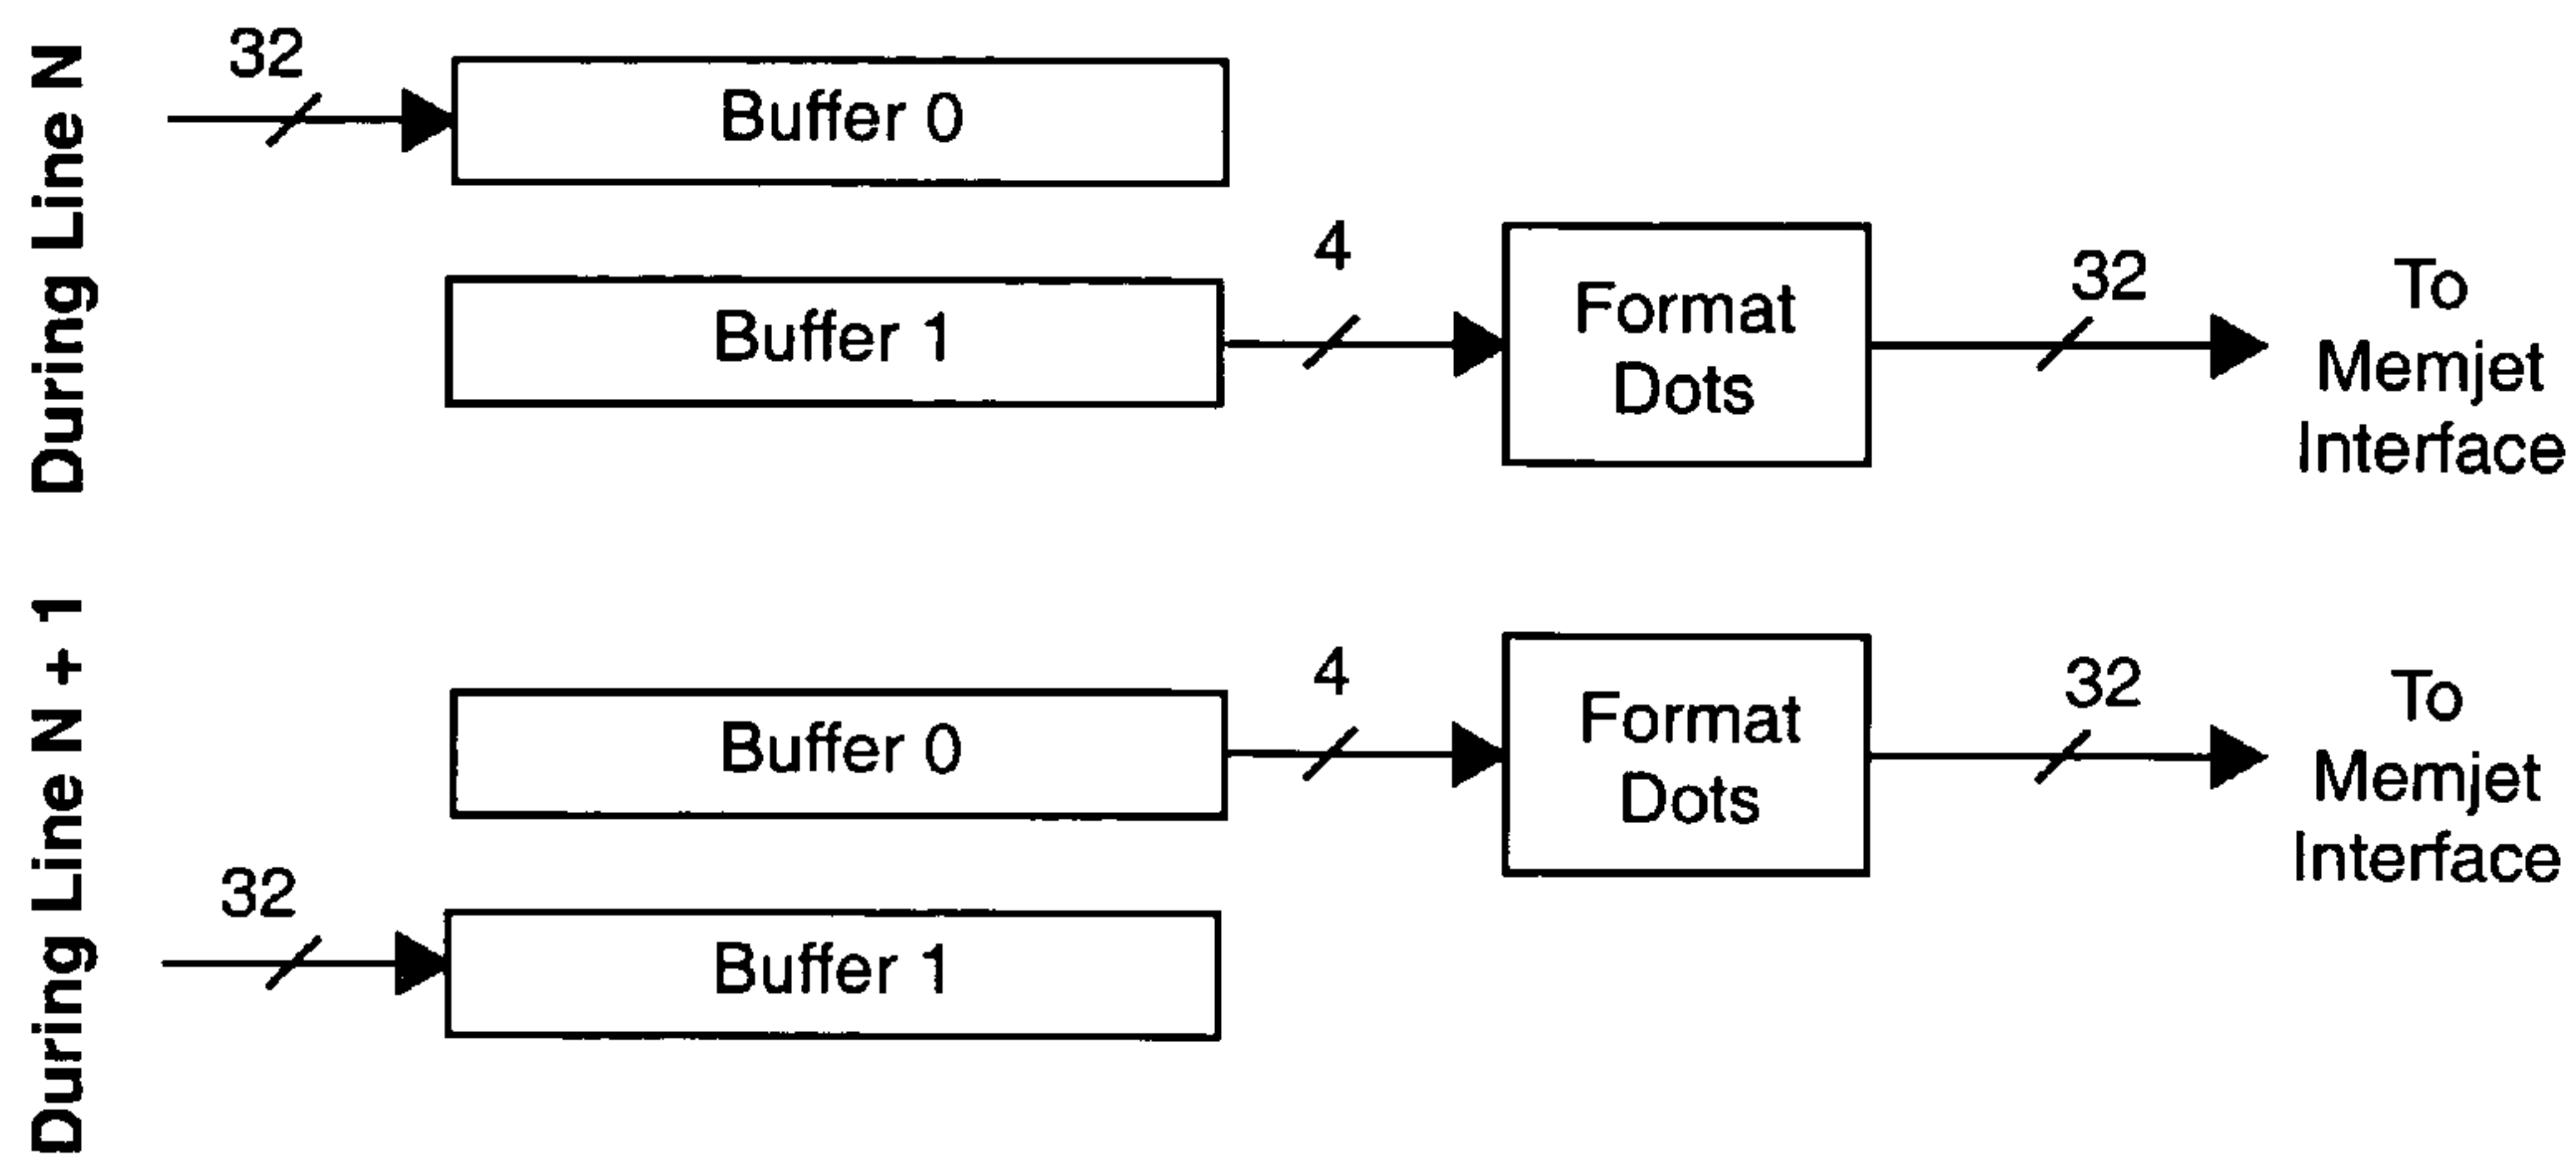 During Line N
32
Buffer 0
Buffer 1
4
Format
Dots
32
To
Memjet
Interface
During Line N + 1
Buffer 0
4
Format
Dots
32
To
Memjet
Interface
32
Buffer 1